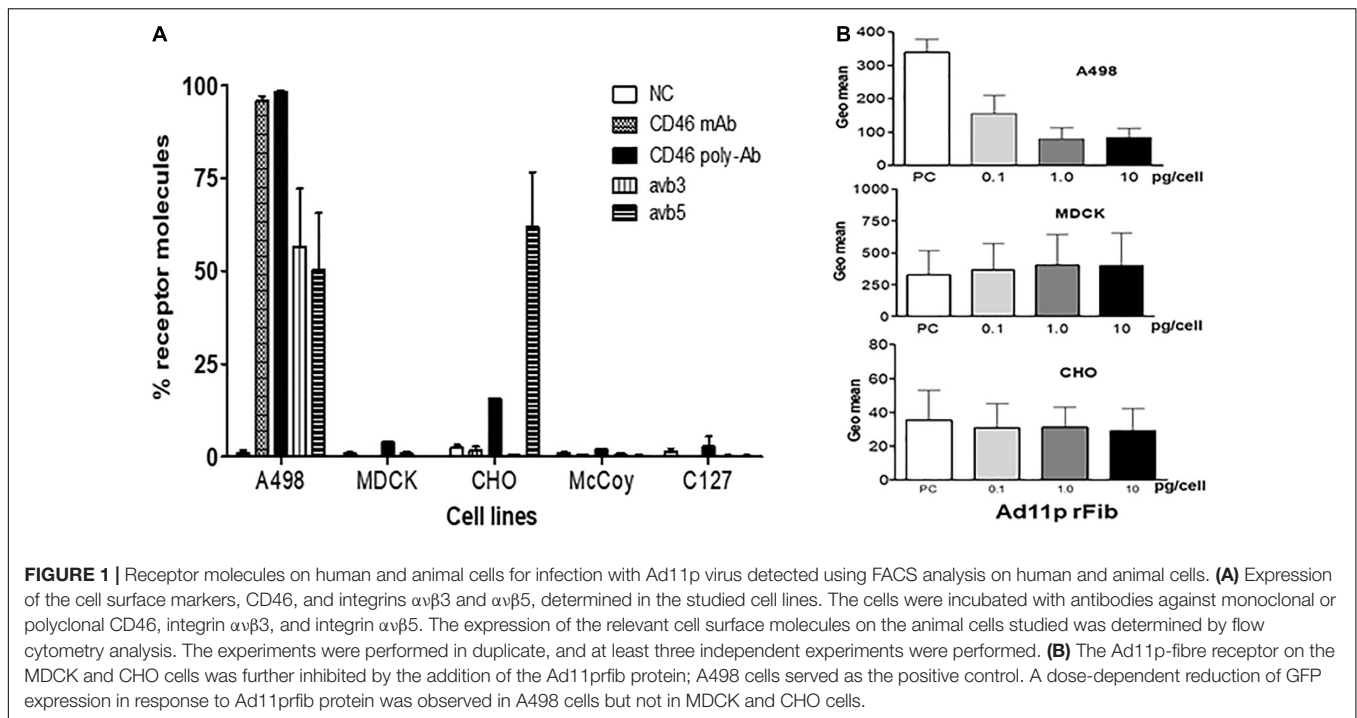 A
% receptor molecules
100
75
50
25
0
A498 MDCK CHO McCoy C127
Cell lines
NC
CD46 mAb
CD46 poly-Ab
avb3
avb5
B
Geo mean
400
300
200
100
0
A498
PC 0.1 1.0 10 pg/cell
Geo mean
1000
750
500
250
0
MDCK
PC 0.1 1.0 10 pg/cell
Geo mean
80
60
40
20
0
CHO
PC 0.1 1.0 10 pg/cell
Ad11p rFib
FIGURE 1 | Receptor molecules on human and animal cells for infection with Ad11p virus detected using FACS analysis on human and animal cells. (A) Expression
of the cell surface markers, CD46, and integrins ανβ3 and ανβ5, determined in the studied cell lines. The cells were incubated with antibodies against monoclonal or
polyclonal CD46, integrin ανβ3, and integrin ανβ5. The expression of the relevant cell surface molecules on the animal cells studied was determined by flow
cytometry analysis. The experiments were performed in duplicate, and at least three independent experiments were performed. (B) The Ad11p-fibre receptor on the
MDCK and CHO cells was further inhibited by the addition of the Ad11prfib protein; A498 cells served as the positive control. A dose-dependent reduction of GFP
expression in response to Ad11prfib protein was observed in A498 cells but not in MDCK and CHO cells.